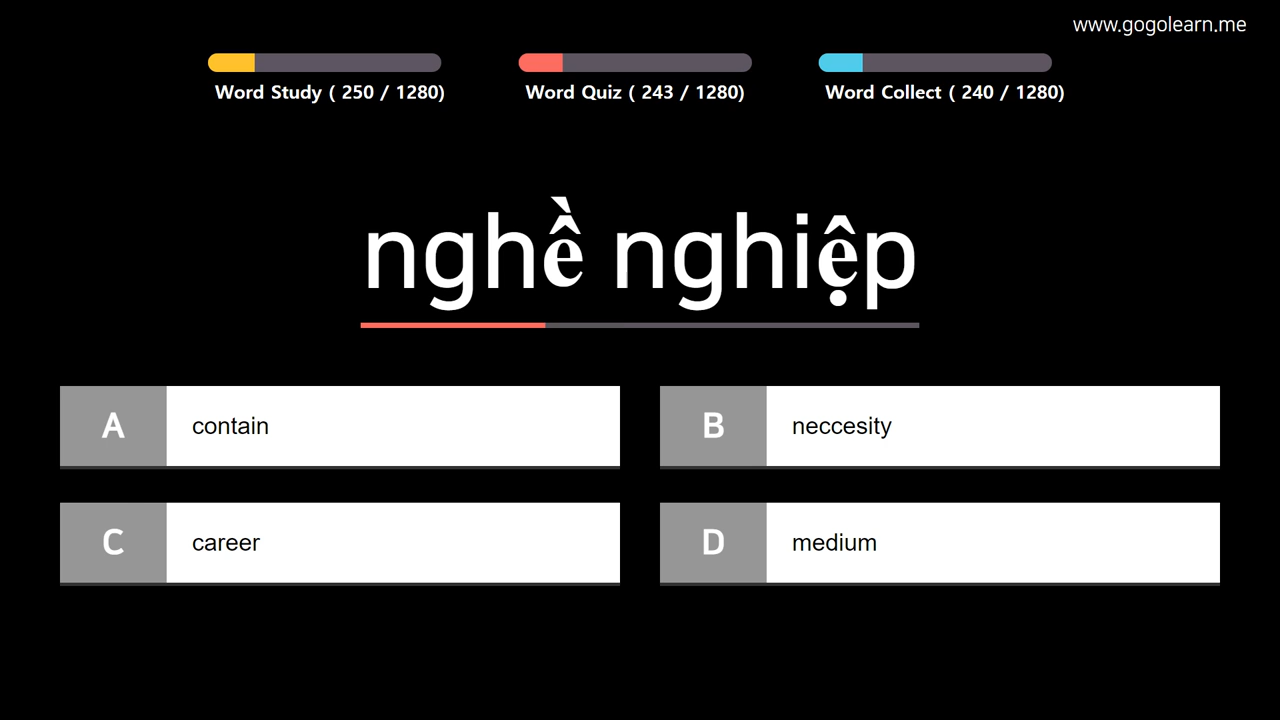 www.gogolearn.me
Word Study ( 250 / 1280)
Word Quiz ( 243 / 1280)
Word Collect ( 240 / 1280)
nghề nghiệp
A contain
B neccesity
C career
D medium